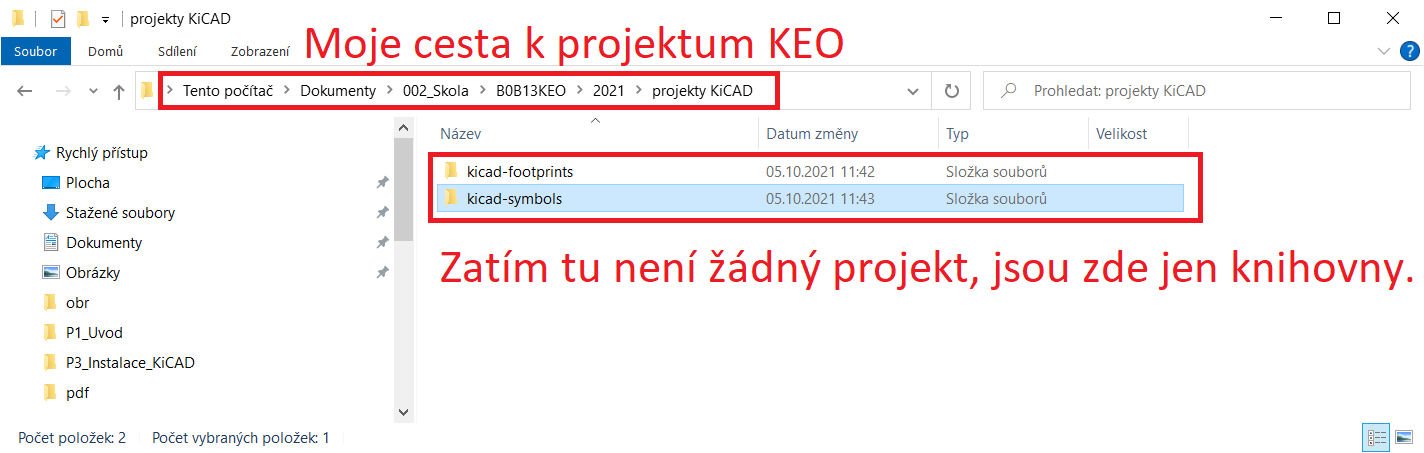 projekty KiCAD
Moje cesta k projektum KEO
Soubor Domů Sdílení Zobrazení
Tento počítač Dokumenty 002_Skola B0B13KEO 2021 projekty KiCAD
Prohledat: projekty KiCAD
Název Datum změny Typ Velikost
Rychlý přístup
Plocha
Stažené soubory
Dokumenty
Obrázky
obr
P1_Uvod
P3_Instalace_KiCAD
pdf
kicad-footprints 05.10.2021 11:42 Složka souborů
kicad-symbols 05.10.2021 11:43 Složka souborů
Zatím tu není žádný projekt, jsou zde jen knihovny.
Počet položek: 2 Počet vybraných položek: 1